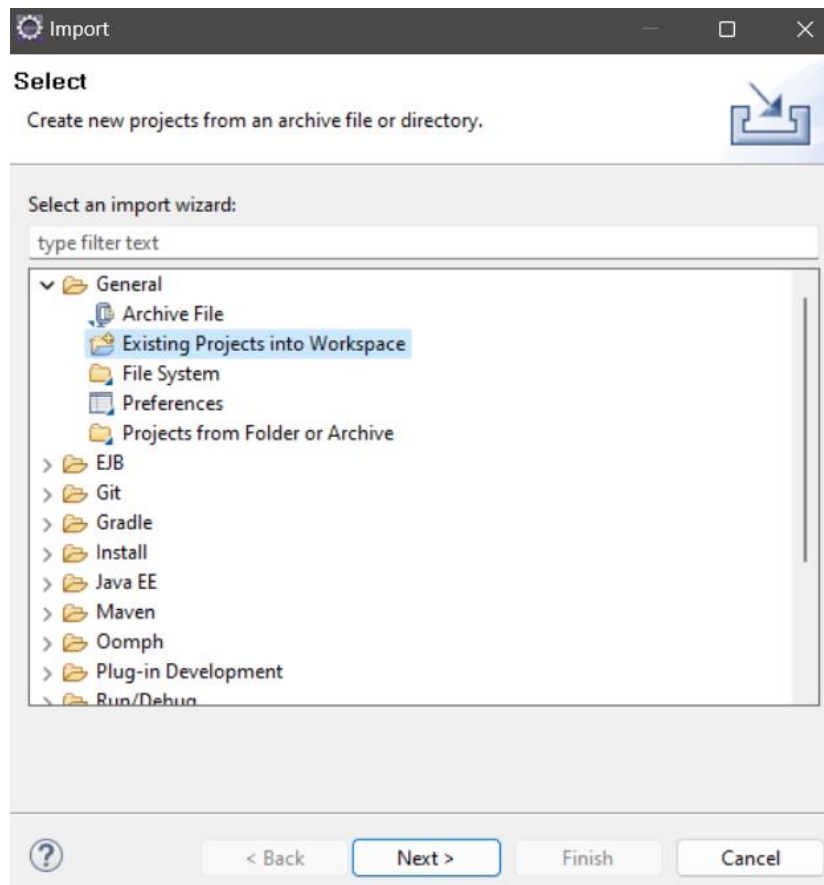 Import
Select
Create new projects from an archive file or directory.
Select an import wizard:
type filter text
General
Archive File
Existing Projects into Workspace
File System
Preferences
Projects from Folder or Archive
EJB
Git
Gradle
Install
Java EE
Maven
Oomph
Plug-in Development
Run/Debug
?
< Back Next > Finish Cancel